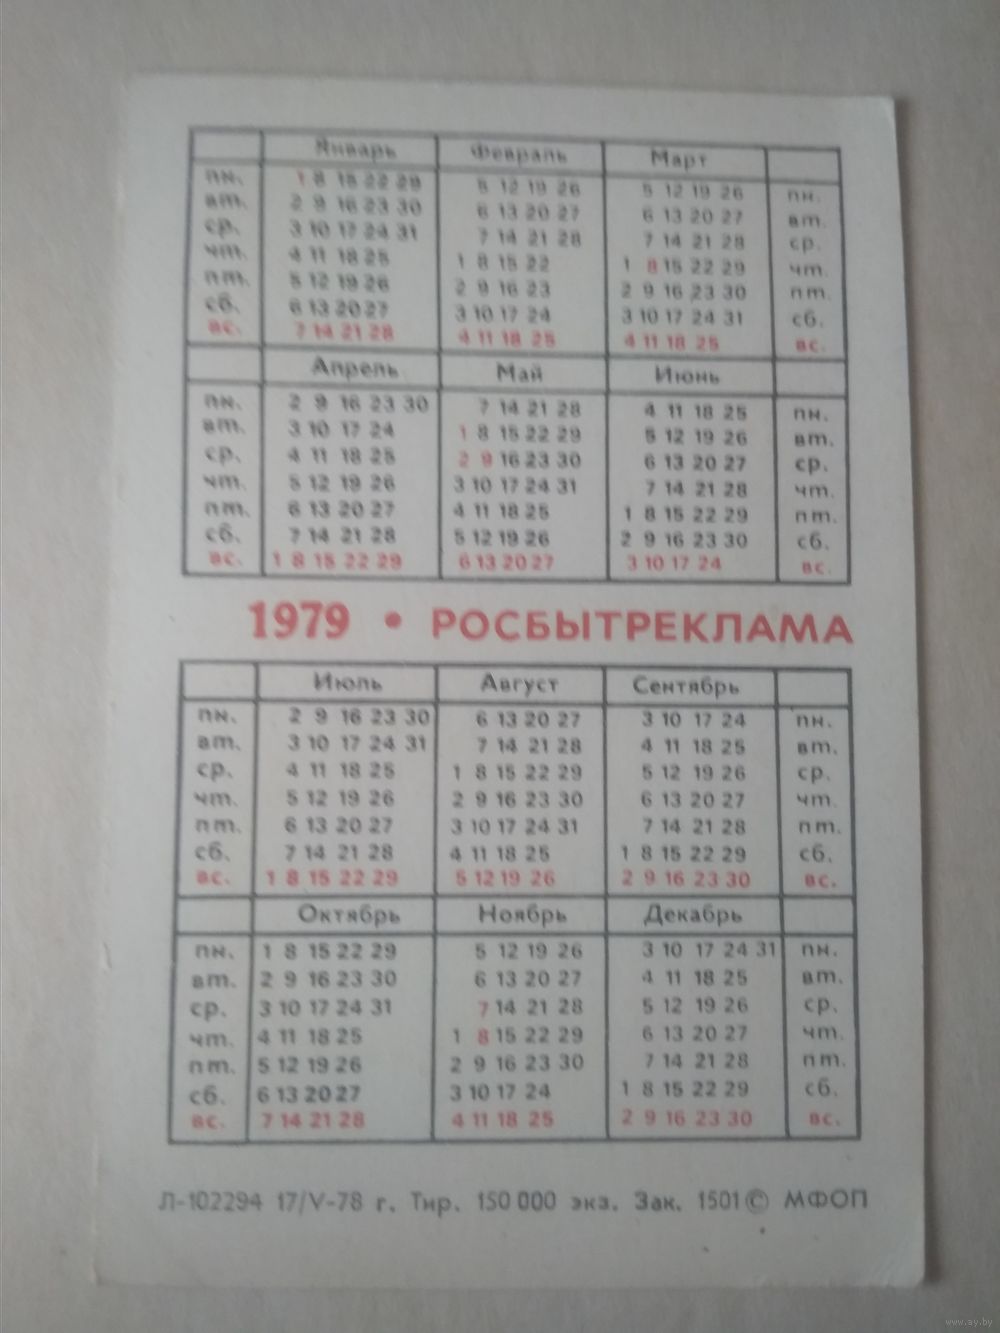 Январь Февраль Март
пн. 1 8 15 22 29 5 12 19 26 5 12 19 26 пн.
вт. 2 9 16 23 30 6 13 20 27 6 13 20 27 вт.
ср. 3 10 17 24 31 7 14 21 28 7 14 21 28 ср.
чт. 4 11 18 25 1 8 15 22 1 8 15 22 29 чт.
пт. 5 12 19 26 2 9 16 23 2 9 16 23 30 пт.
сб. 6 13 20 27 3 10 17 24 3 10 17 24 31 сб.
вс. 7 14 21 28 4 11 18 25 4 11 18 25 вс.
Апрель Май Июнь
пн. 2 9 16 23 30 7 14 21 28 4 11 18 25 пн.
вт. 3 10 17 24 1 8 15 22 29 5 12 19 26 вт.
ср. 4 11 18 25 2 9 16 23 30 6 13 20 27 ср.
чт. 5 12 19 26 3 10 17 24 31 7 14 21 28 чт.
пт. 6 13 20 27 4 11 18 25 1 8 15 22 29 пт.
сб. 7 14 21 28 5 12 19 26 2 9 16 23 30 сб.
вс. 1 8 15 22 29 6 13 20 27 3 10 17 24 вс.
1979 • РОСБЫТРЕКЛАМА
Июль Август Сентябрь
пн. 2 9 16 23 30 6 13 20 27 3 10 17 24 пн.
вт. 3 10 17 24 31 7 14 21 28 4 11 18 25 вт.
ср. 4 11 18 25 1 8 15 22 29 5 12 19 26 ср.
чт. 5 12 19 26 2 9 16 23 30 6 13 20 27 чт.
пт. 6 13 20 27 3 10 17 24 31 7 14 21 28 пт.
сб. 7 14 21 28 4 11 18 25 1 8 15 22 29 сб.
вс. 1 8 15 22 29 5 12 19 26 2 9 16 23 30 вс.
Октябрь Ноябрь Декабрь
пн. 1 8 15 22 29 5 12 19 26 3 10 17 24 31 пн.
вт. 2 9 16 23 30 6 13 20 27 4 11 18 25 вт.
ср. 3 10 17 24 31 7 14 21 28 5 12 19 26 ср.
чт. 4 11 18 25 1 8 15 22 29 6 13 20 27 чт.
пт. 5 12 19 26 2 9 16 23 30 7 14 21 28 пт.
сб. 6 13 20 27 3 10 17 24 1 8 15 22 29 сб.
вс. 7 14 21 28 4 11 18 25 2 9 16 23 30 вс.
Л-102294 17/V-78 г. Тир. 150 000 экз. Зак. 1501 © МФОП
www.ay.by